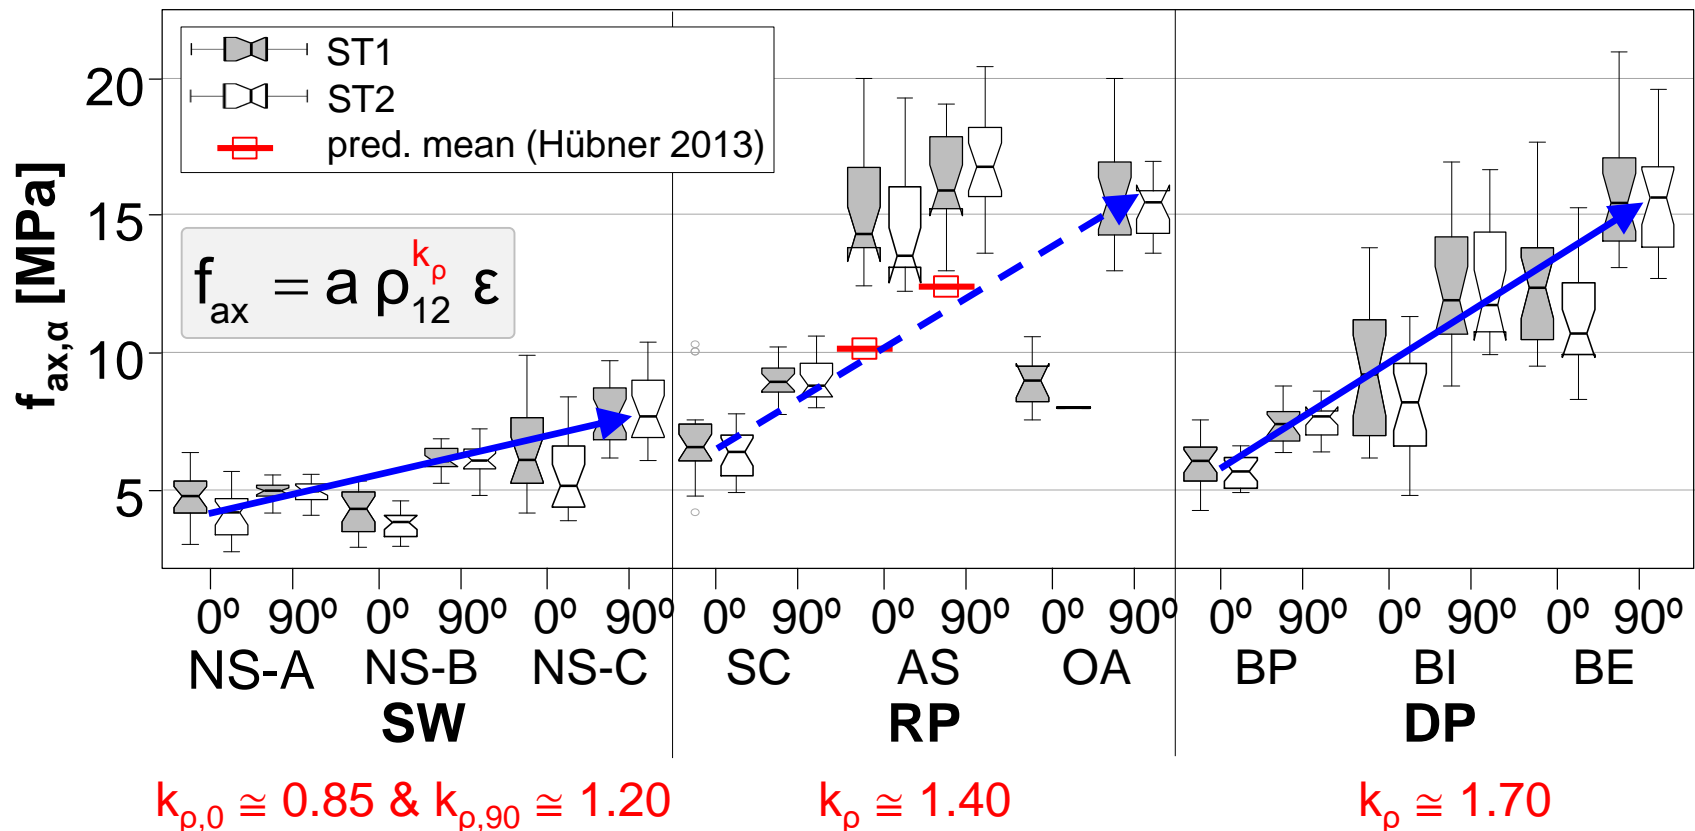 ST1
ST2
pred. mean (Hübner 2013)
f_ax = a ρ_12^k_ρ ε
f_ax,α [MPa]
20
15
10
5
0º 90º 0º 90º 0º 90º 0º 90º 0º 90º 0º 90º 0º 90º 0º 90º 0º 90º
NS-A NS-B NS-C SC AS OA BP BI BE
SW RP DP
k_ρ,0 ≅ 0.85 & k_ρ,90 ≅ 1.20 k_ρ ≅ 1.40 k_ρ ≅ 1.70